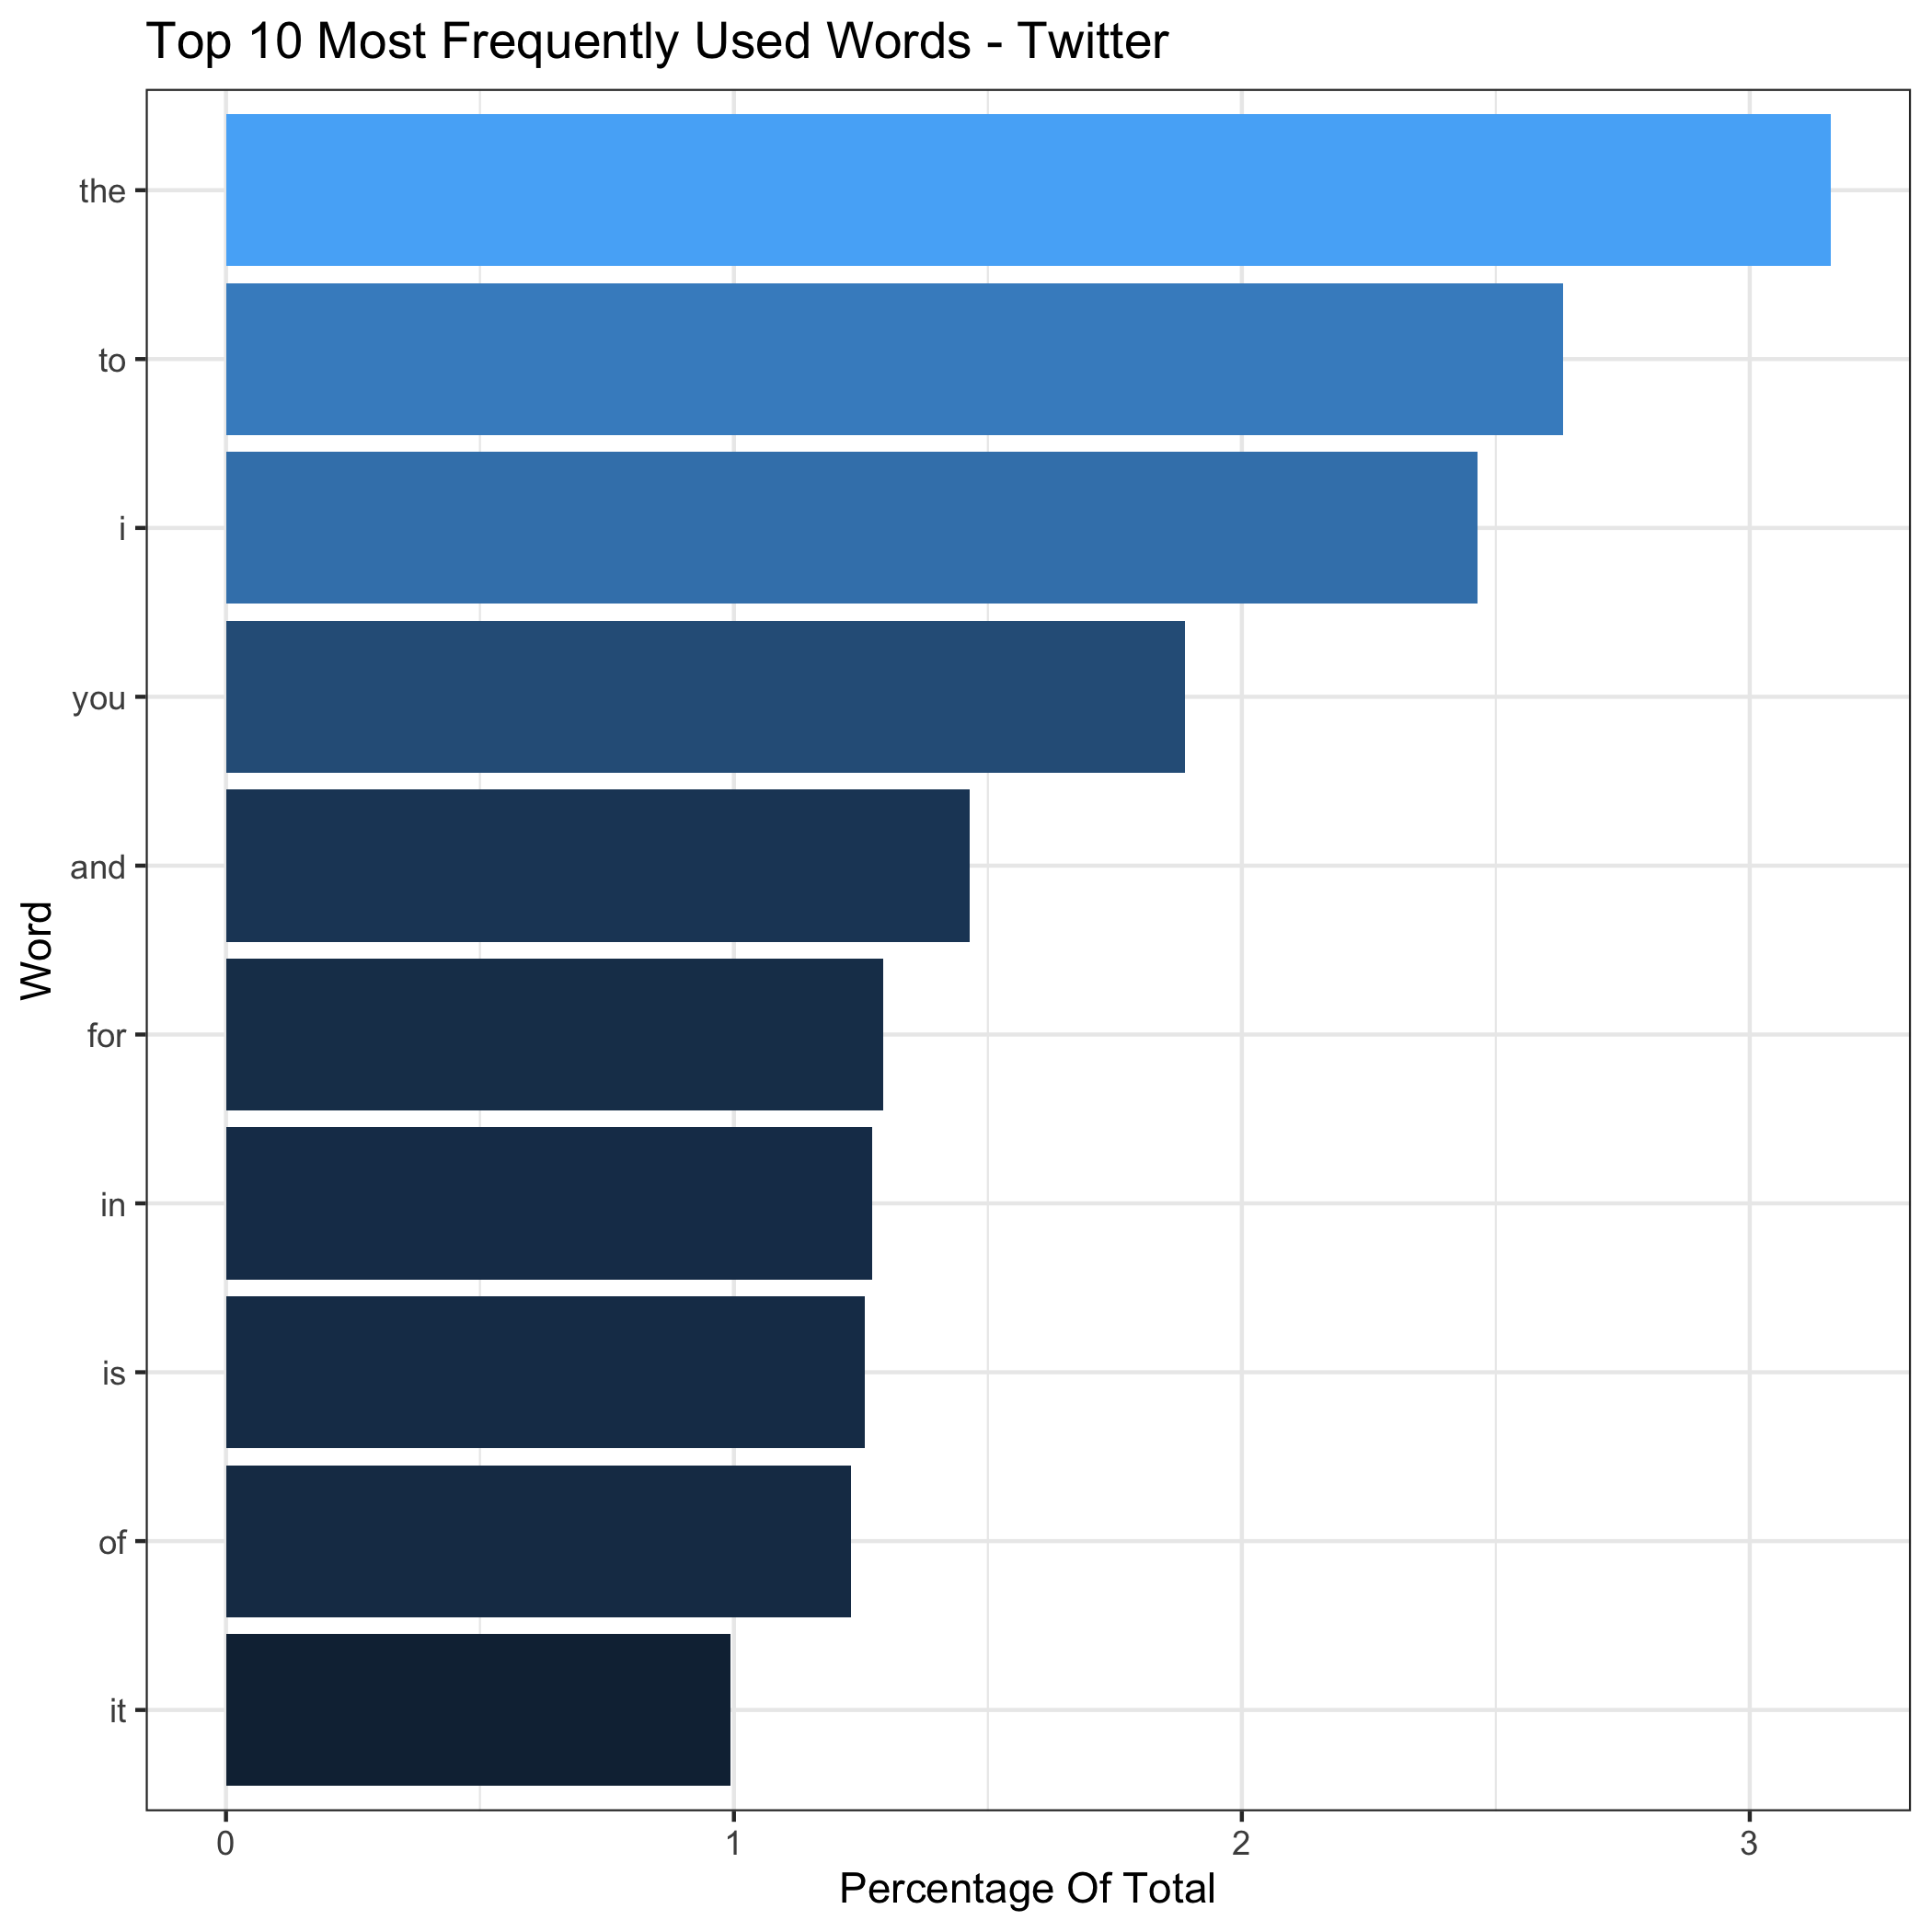 Top 10 Most Frequently Used Words - Twitter
the
to
i
you
and
for
in
is
of
it
Word
0 1 2 3
Percentage Of Total